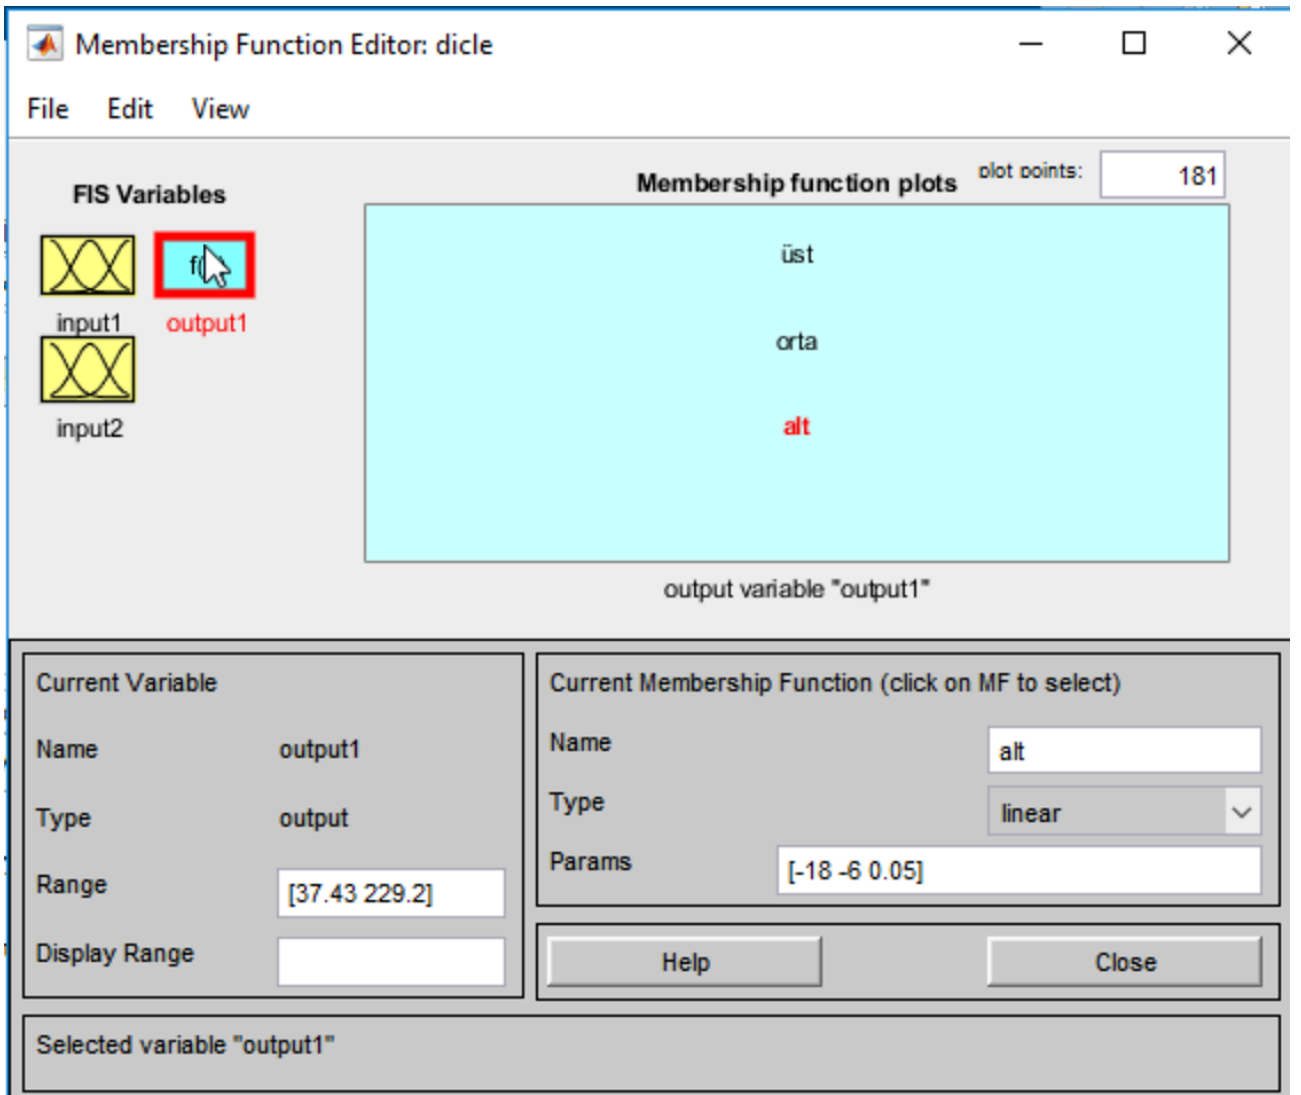 Membership Function Editor: dicle
File Edit View
FIS Variables
Membership function plots
plot points:
181
input1
output1
input2
üst
orta
alt
output variable "output1"
Current Variable
Name output1
Type output
Range [37.43 229.2]
Display Range
Current Membership Function (click on MF to select)
Name alt
Type linear
Params [-18 -6 0.05]
Help Close
Selected variable "output1"